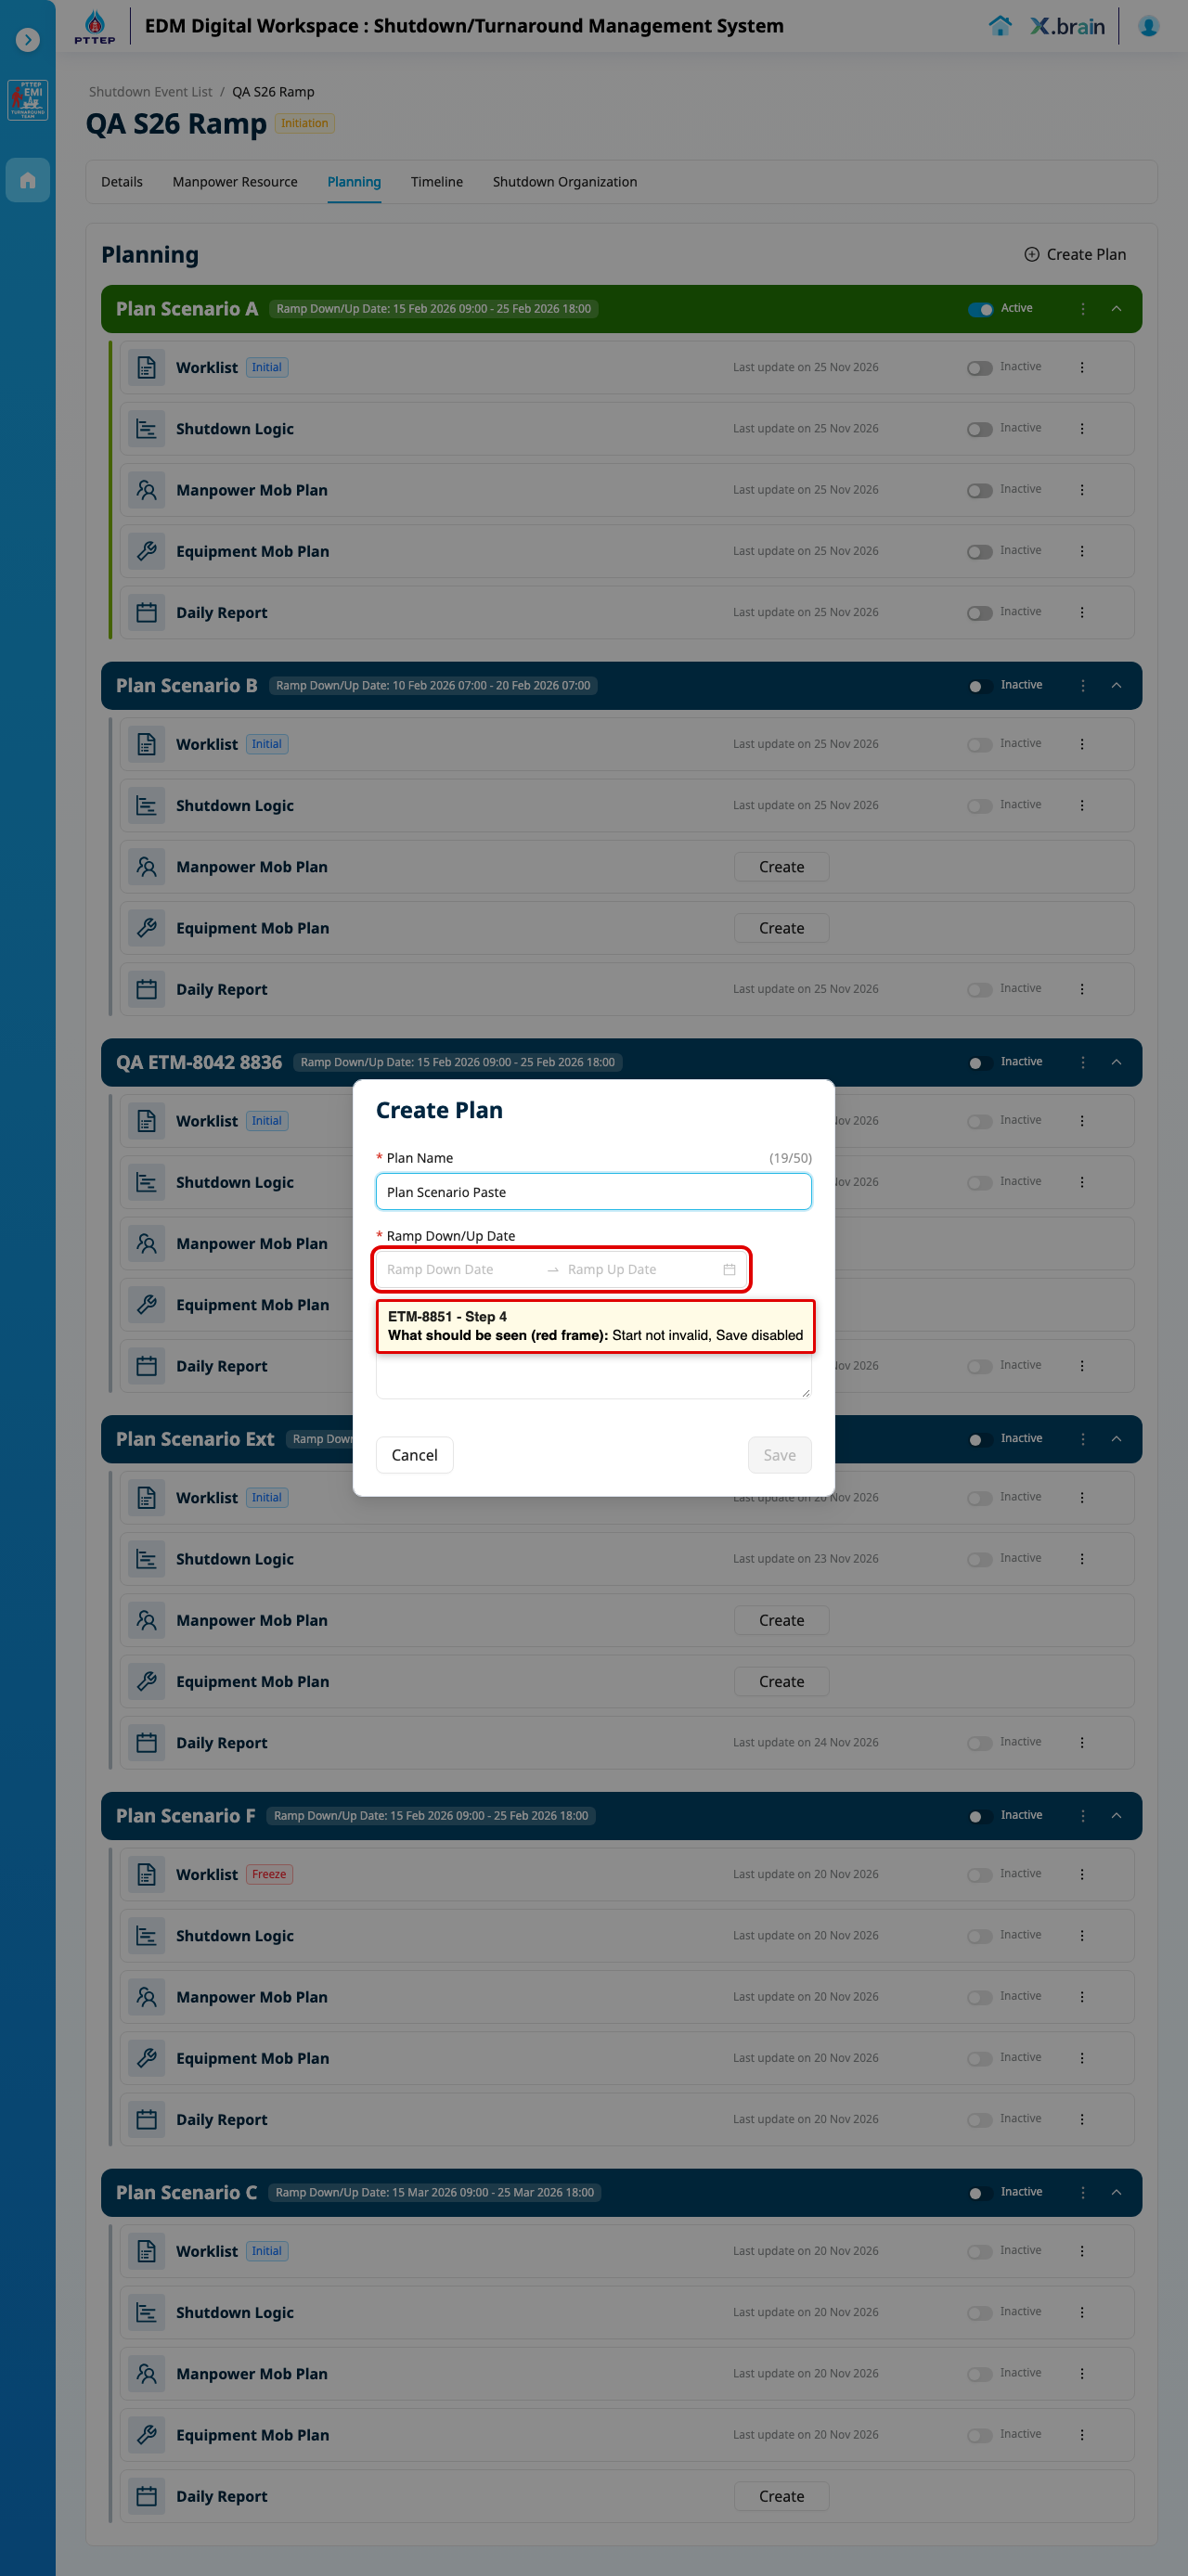 PTTEP
EDM Digital Workspace : Shutdown/Turnaround Management System
X.brain
PTTEP
EMI
TURNAROUND
TEAM
Shutdown Event List / QA S26 Ramp
QA S26 Ramp Initiation
Details Manpower Resource Planning Timeline Shutdown Organization
Planning Create Plan
Plan Scenario A Ramp Down/Up Date: 15 Feb 2026 09:00 - 25 Feb 2026 18:00 Active
Worklist Initial Last update on 25 Nov 2026 Inactive
Shutdown Logic Last update on 25 Nov 2026 Inactive
Manpower Mob Plan Last update on 25 Nov 2026 Inactive
Equipment Mob Plan Last update on 25 Nov 2026 Inactive
Daily Report Last update on 25 Nov 2026 Inactive
Plan Scenario B Ramp Down/Up Date: 10 Feb 2026 07:00 - 20 Feb 2026 07:00 Inactive
Worklist Initial Last update on 25 Nov 2026 Inactive
Shutdown Logic Last update on 25 Nov 2026 Inactive
Manpower Mob Plan Create
Equipment Mob Plan Create
Daily Report Last update on 25 Nov 2026 Inactive
QA ETM-8042 8836 Ramp Down/Up Date: 15 Feb 2026 09:00 - 25 Feb 2026 18:00 Inactive
Worklist Initial Nov 2026 Inactive
Shutdown Logic Nov 2026 Inactive
Manpower Mob Plan
Equipment Mob Plan
Daily Report Nov 2026 Inactive
Create Plan
* Plan Name (19/50)
Plan Scenario Paste
* Ramp Down/Up Date
Ramp Down Date → Ramp Up Date
ETM-8851 - Step 4
What should be seen (red frame): Start not invalid, Save disabled
Cancel Save
Plan Scenario Ext Ramp Down Inactive
Worklist Initial Last update on 20 Nov 2026 Inactive
Shutdown Logic Last update on 23 Nov 2026 Inactive
Manpower Mob Plan Create
Equipment Mob Plan Create
Daily Report Last update on 24 Nov 2026 Inactive
Plan Scenario F Ramp Down/Up Date: 15 Feb 2026 09:00 - 25 Feb 2026 18:00 Inactive
Worklist Freeze Last update on 20 Nov 2026 Inactive
Shutdown Logic Last update on 20 Nov 2026 Inactive
Manpower Mob Plan Last update on 20 Nov 2026 Inactive
Equipment Mob Plan Last update on 20 Nov 2026 Inactive
Daily Report Last update on 20 Nov 2026 Inactive
Plan Scenario C Ramp Down/Up Date: 15 Mar 2026 09:00 - 25 Mar 2026 18:00 Inactive
Worklist Initial Last update on 20 Nov 2026 Inactive
Shutdown Logic Last update on 20 Nov 2026 Inactive
Manpower Mob Plan Last update on 20 Nov 2026 Inactive
Equipment Mob Plan Last update on 20 Nov 2026 Inactive
Daily Report Create